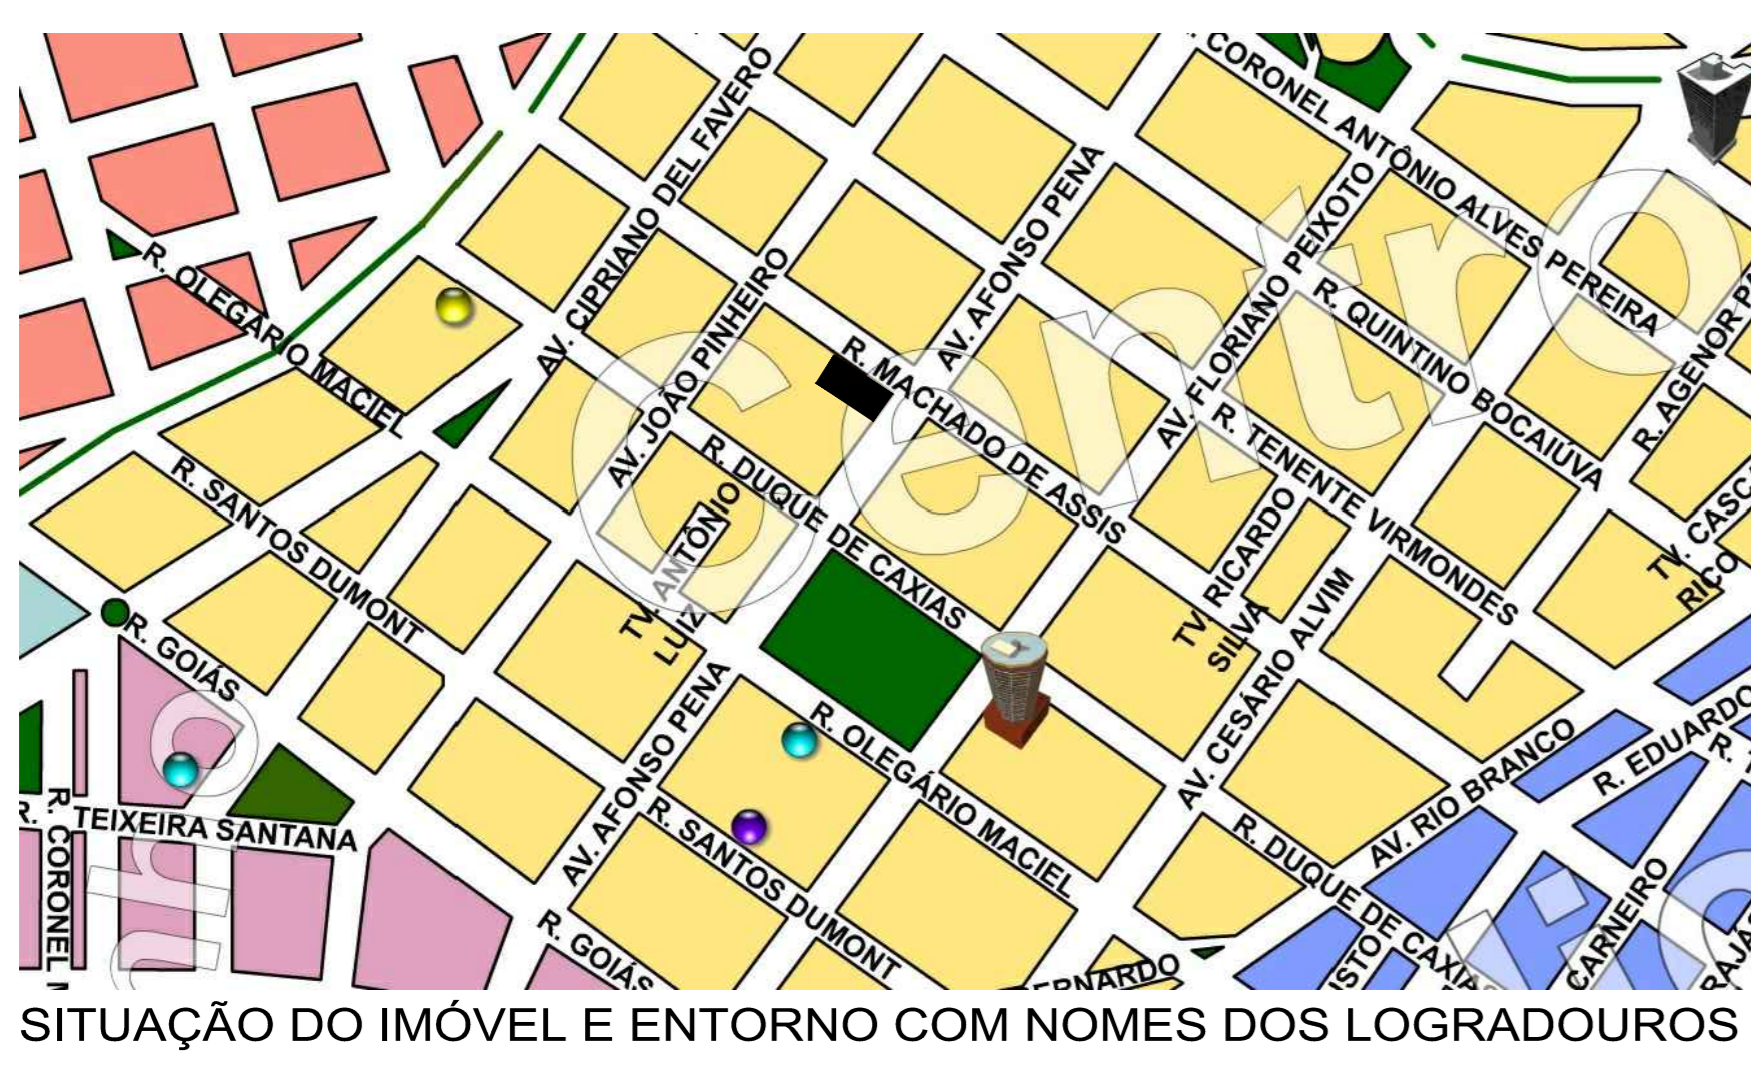 R. CORONEL ANTÔNIO ALVES PEREIRA
AV. CIPRIANO DEL FAVERO
AV. AFONSO PENA
AV. FLORIANO PEIXOTO
R. OLEGÁRIO MACIEL
AV. JOÃO PINHEIRO
R. QUINTINO BOCAIÚVA
R. AGENOR
R. MACHADO DE ASSIS
R. TENENTE VIRMONDES
Centro
R. SANTOS DUMONT
R. DUQUE DE CAXIAS
TV. ANTÔNIO
LUIZ
TV. RICARDO
SILVA
TV.
RICO
R. GOIÁS
AV. CESÁRIO ALVIM
AV. AFONSO PENA
R. OLEGÁRIO MACIEL
AV. RIO BRANCO
R. EDUARDO
R.
R. TEIXEIRA SANTANA
R. CORONEL
R. SANTOS DUMONT
R. DUQUE DE CAXIAS
R. GOIÁS
CARNEIRO
SITUAÇÃO DO IMÓVEL E ENTORNO COM NOMES DOS LOGRADOUROS